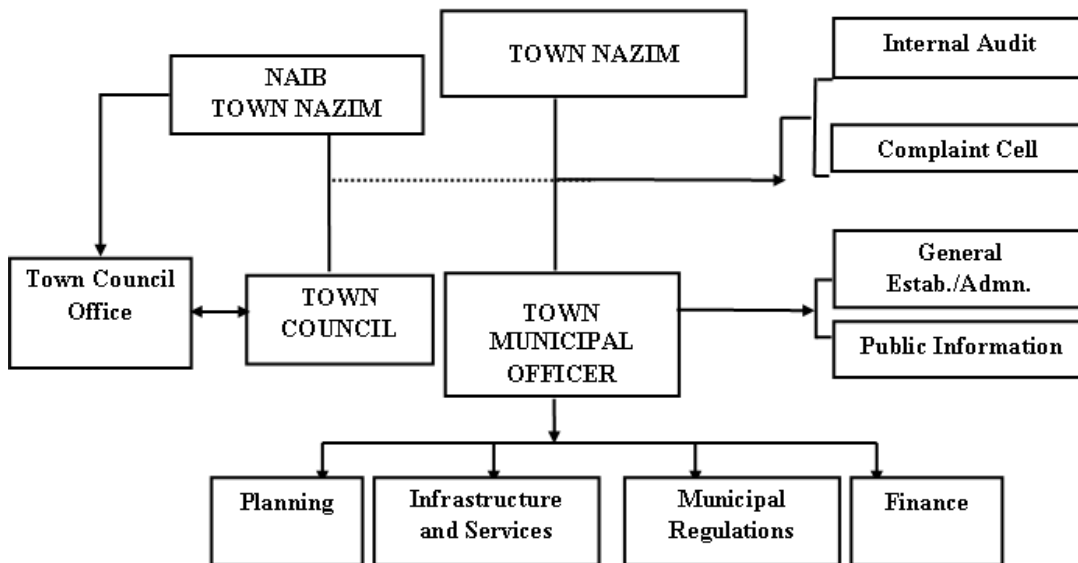 NAIB
TOWN NAZIM
TOWN NAZIM
Internal Audit
Complaint Cell
Town Council
Office
TOWN
COUNCIL
TOWN
MUNICIPAL
OFFICER
General
Estab./Admn.
Public Information
Planning
Infrastructure
and Services
Municipal
Regulations
Finance